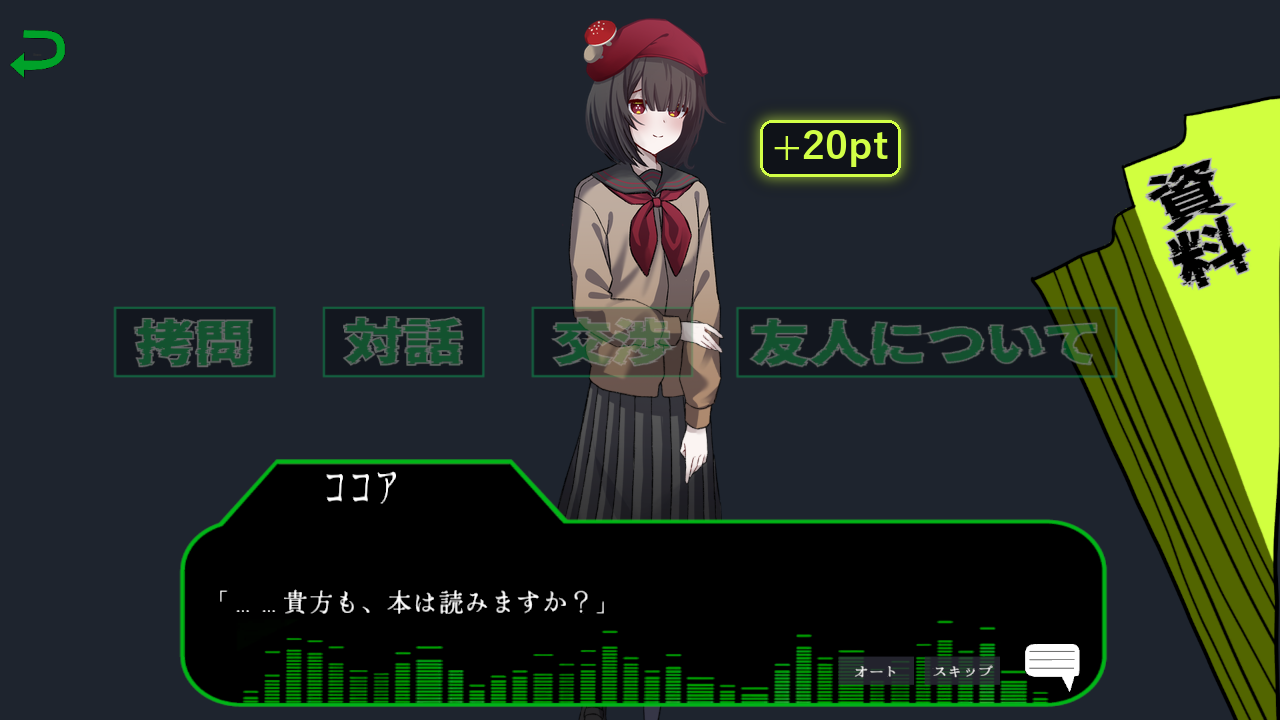 +20pt
資料
拷問
対話
交渉
友人について
ココア
「... ...貴方も、本は読みますか？」
オート
スキップ